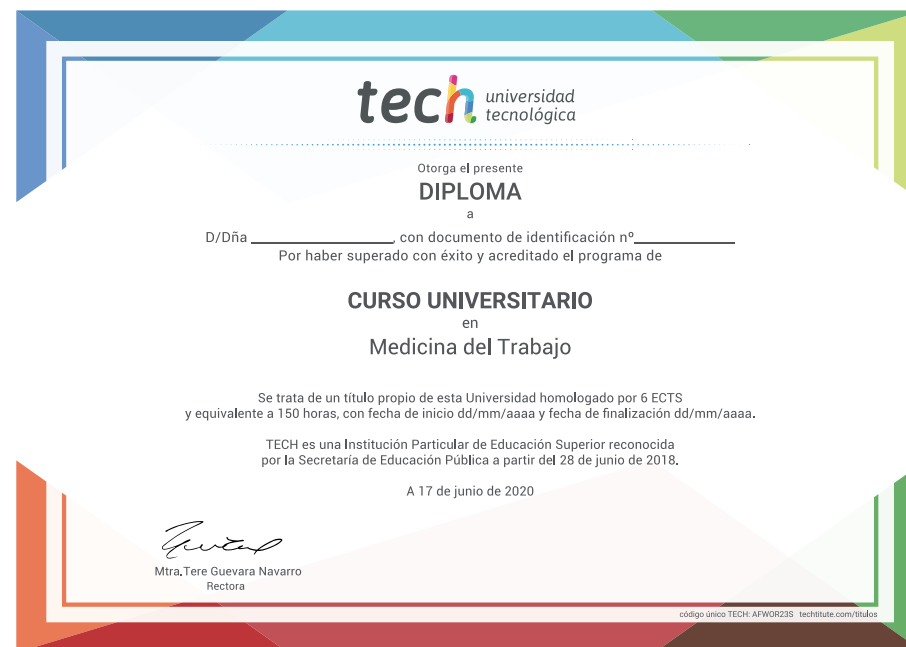 tech universidad
tecnológica
Otorga el presente
DIPLOMA
a
D/Dña ____________________, con documento de identificación nº______________
Por haber superado con éxito y acreditado el programa de
CURSO UNIVERSITARIO
en
Medicina del Trabajo
Se trata de un título propio de esta Universidad homologado por 6 ECTS
y equivalente a 150 horas, con fecha de inicio dd/mm/aaaa y fecha de finalización dd/mm/aaaa.
TECH es una Institución Particular de Educación Superior reconocida
por la Secretaría de Educación Pública a partir del 28 de junio de 2018.
A 17 de junio de 2020
Mtra.Tere Guevara Navarro
Rectora
código único TECH: AFWOR23S techtitute.com/titulos